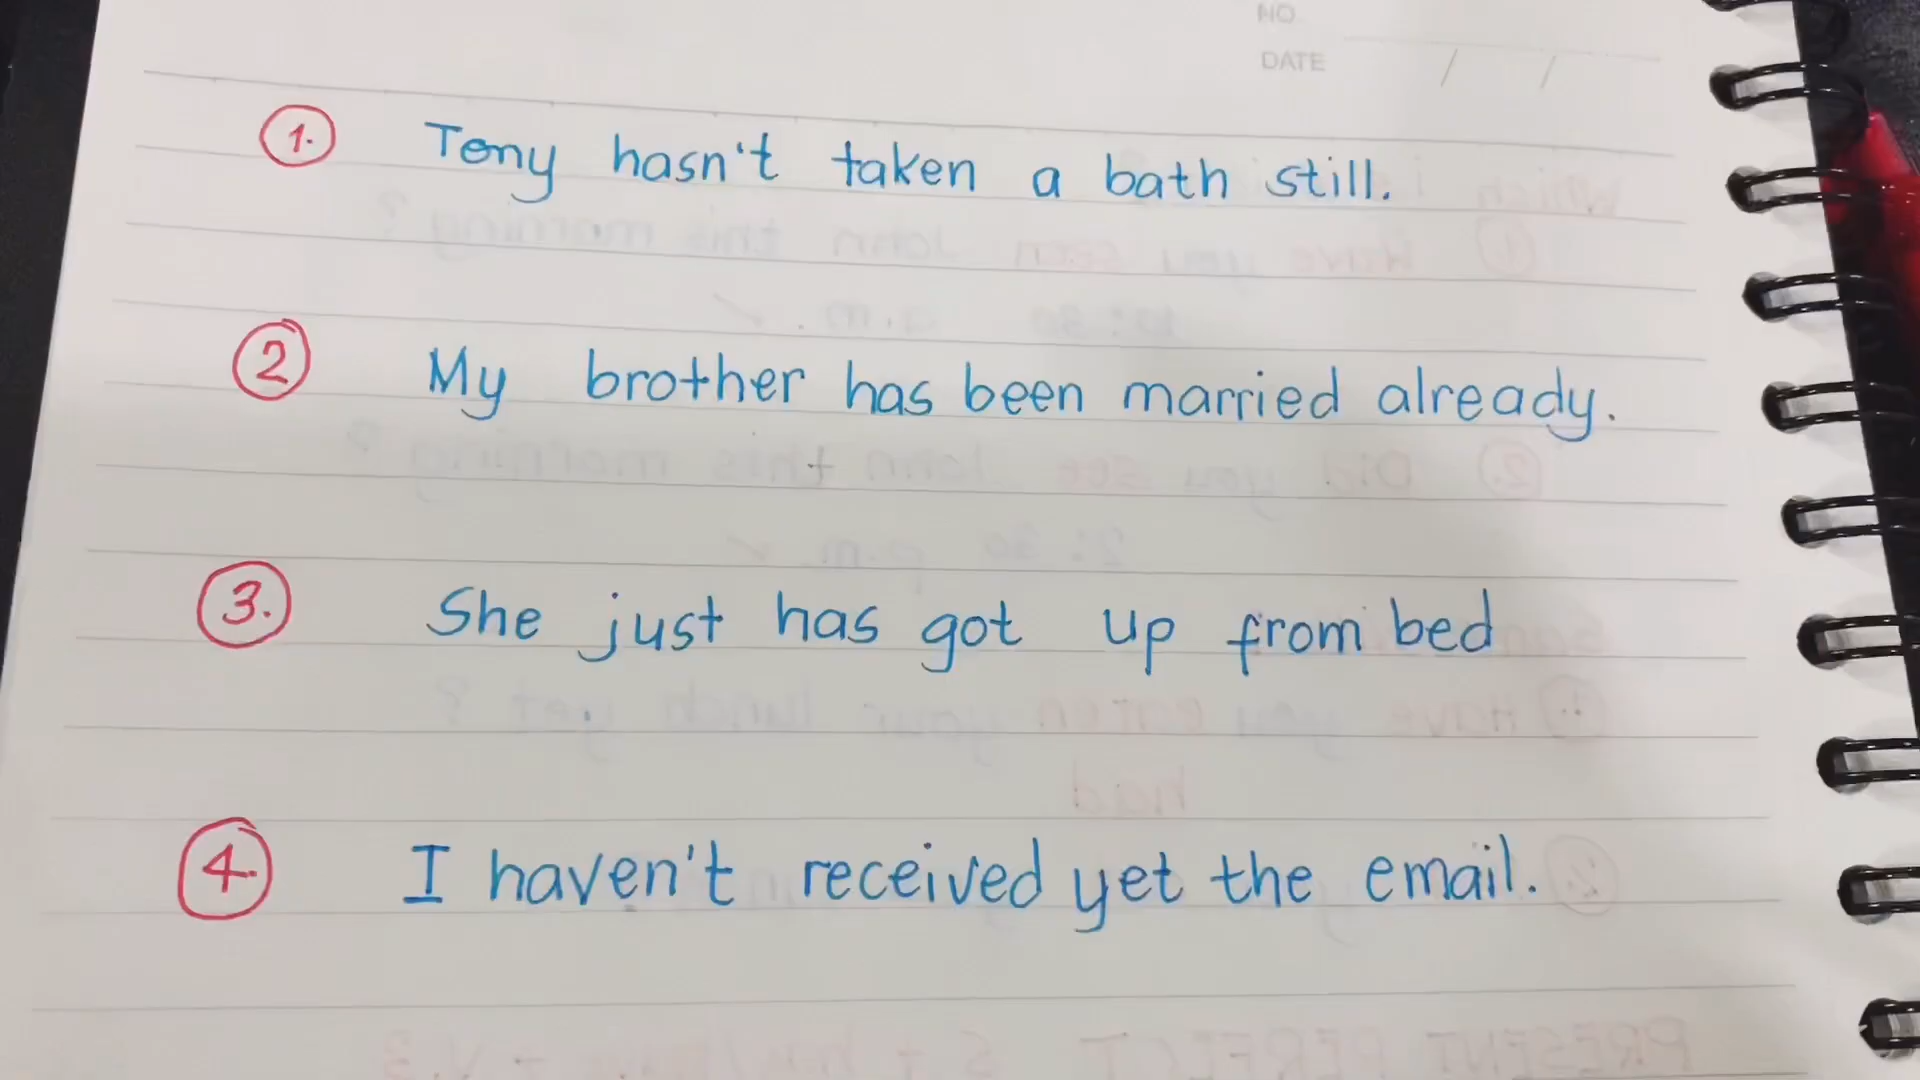 NO
DATE / /
1. Tony hasn't taken a bath still.
2 My brother has been married already.
3. She just has got up from bed
4. I haven't received yet the email.